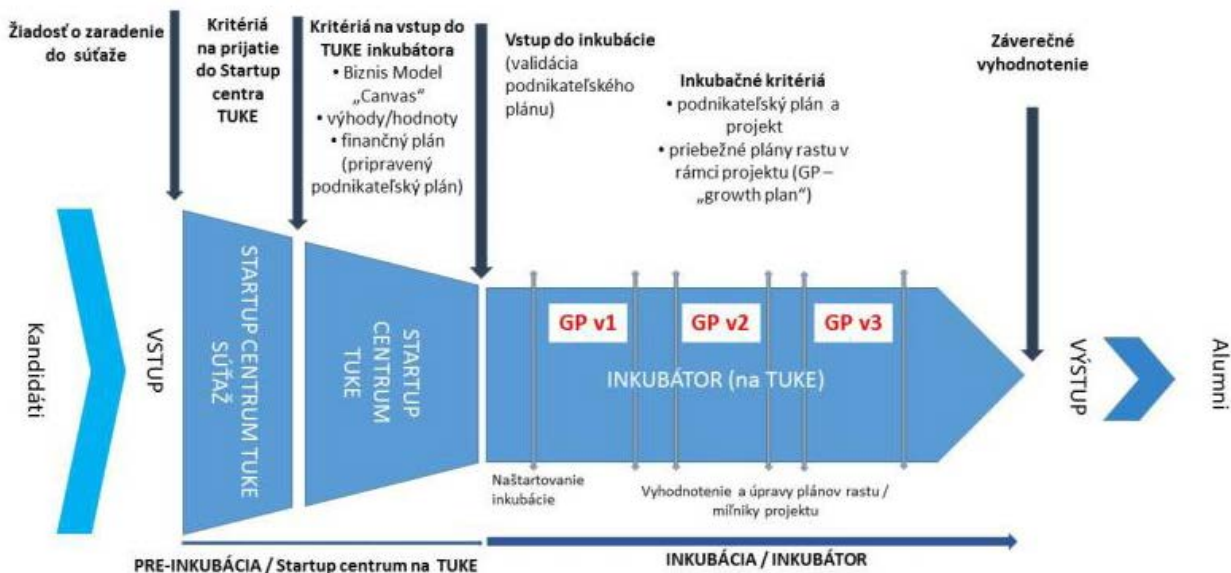 Žiadosť o zaradenie
do súťaže
Kritériá
na prijatie
do Startup
centra
TUKE
Kritériá na vstup do
TUKE inkubátora
• Biznis Model
„Canvas“
• výhody/hodnoty
• finančný plán
(pripravený
podnikateľský plán)
Vstup do inkubácie
(validácia
podnikateľského
plánu)
Inkubačné kritériá
• podnikateľský plán a
projekt
• priebežné plány rastu v
rámci projektu (GP –
„growth plan“)
Záverečné
vyhodnotenie
Kandidáti
VSTUP
STARTUP CENTRUM TUKE
SÚŤAŽ
STARTUP
CENTRUM
TUKE
GP v1
GP v2
GP v3
INKUBÁTOR (na TUKE)
VÝSTUP
Alumni
Naštartovanie
inkubácie
Vyhodnotenie a úpravy plánov rastu /
míľniky projektu
PRE-INKUBÁCIA / Startup centrum na TUKE
INKUBÁCIA / INKUBÁTOR